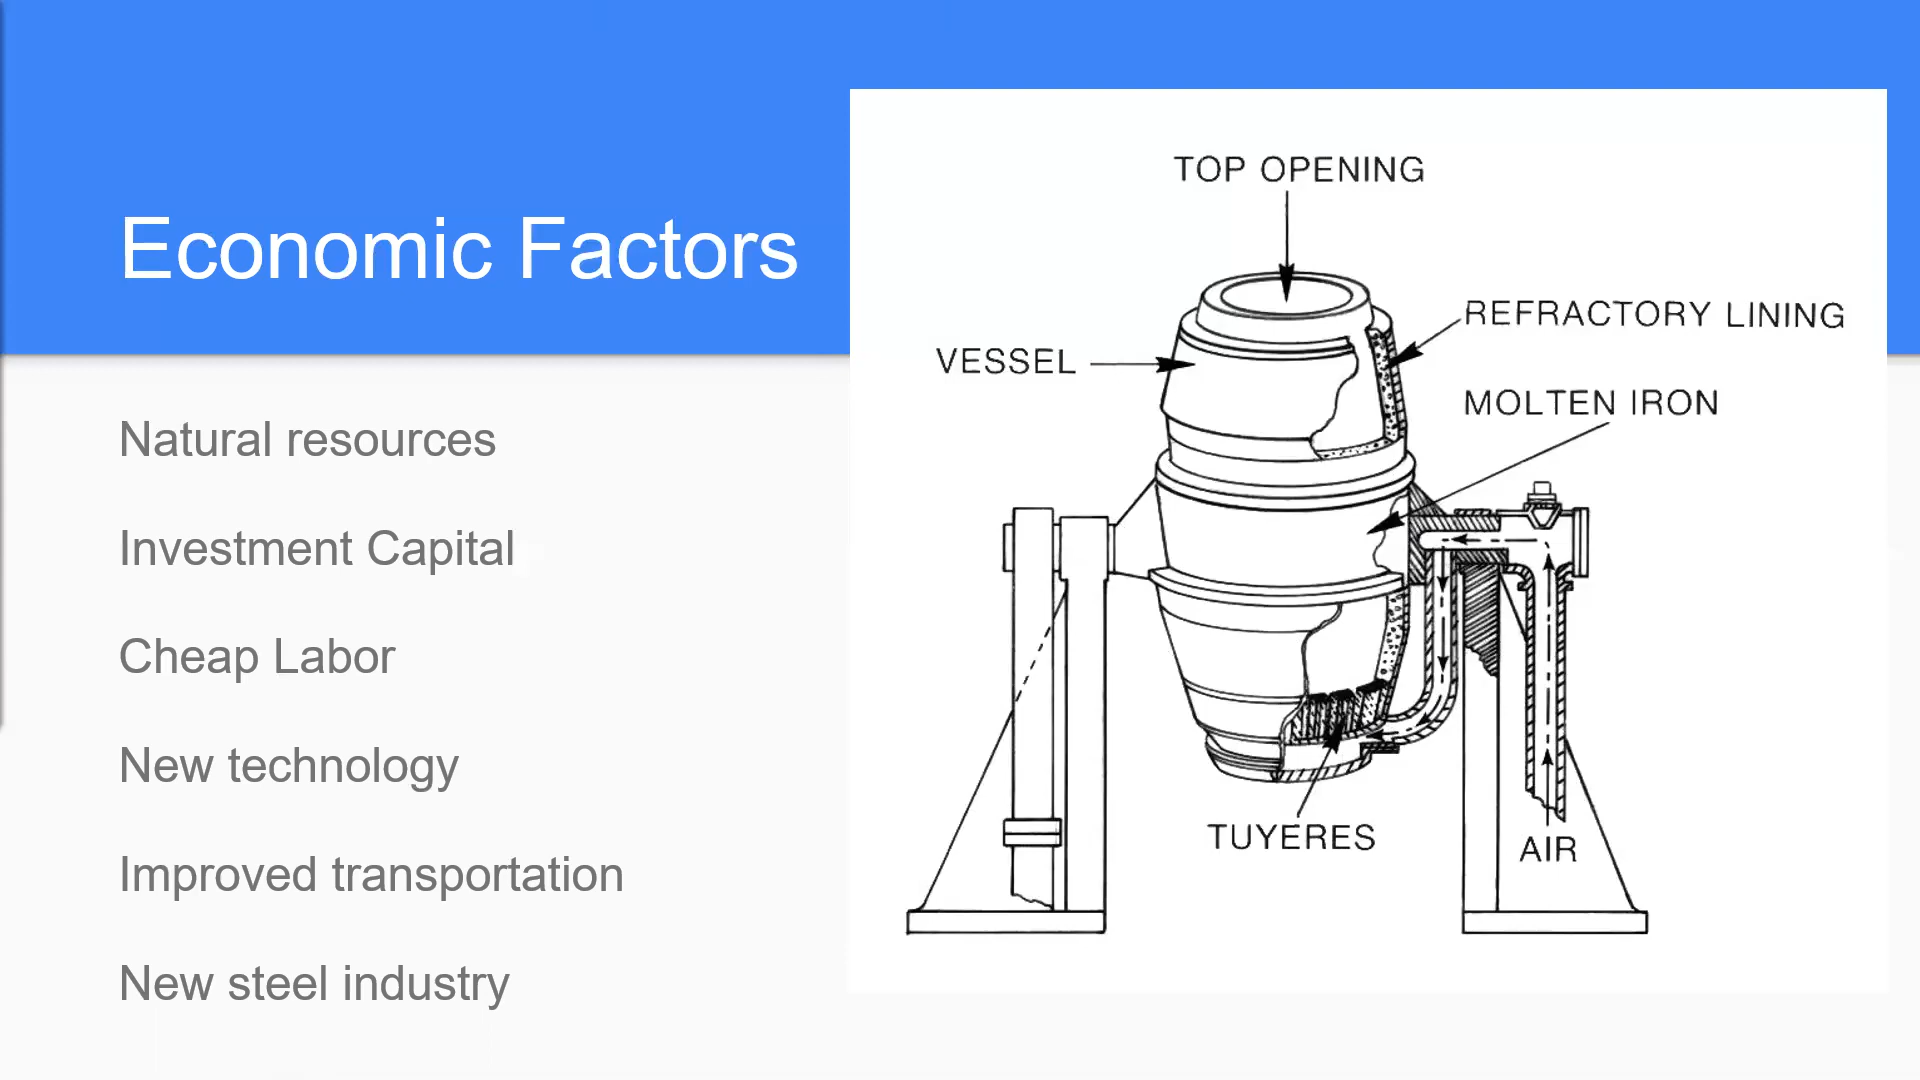 Economic Factors
Natural resources
Investment Capital
Cheap Labor
New technology
Improved transportation
New steel industry
TOP OPENING
REFRACTORY LINING
VESSEL
MOLTEN IRON
TUYERES
AIR